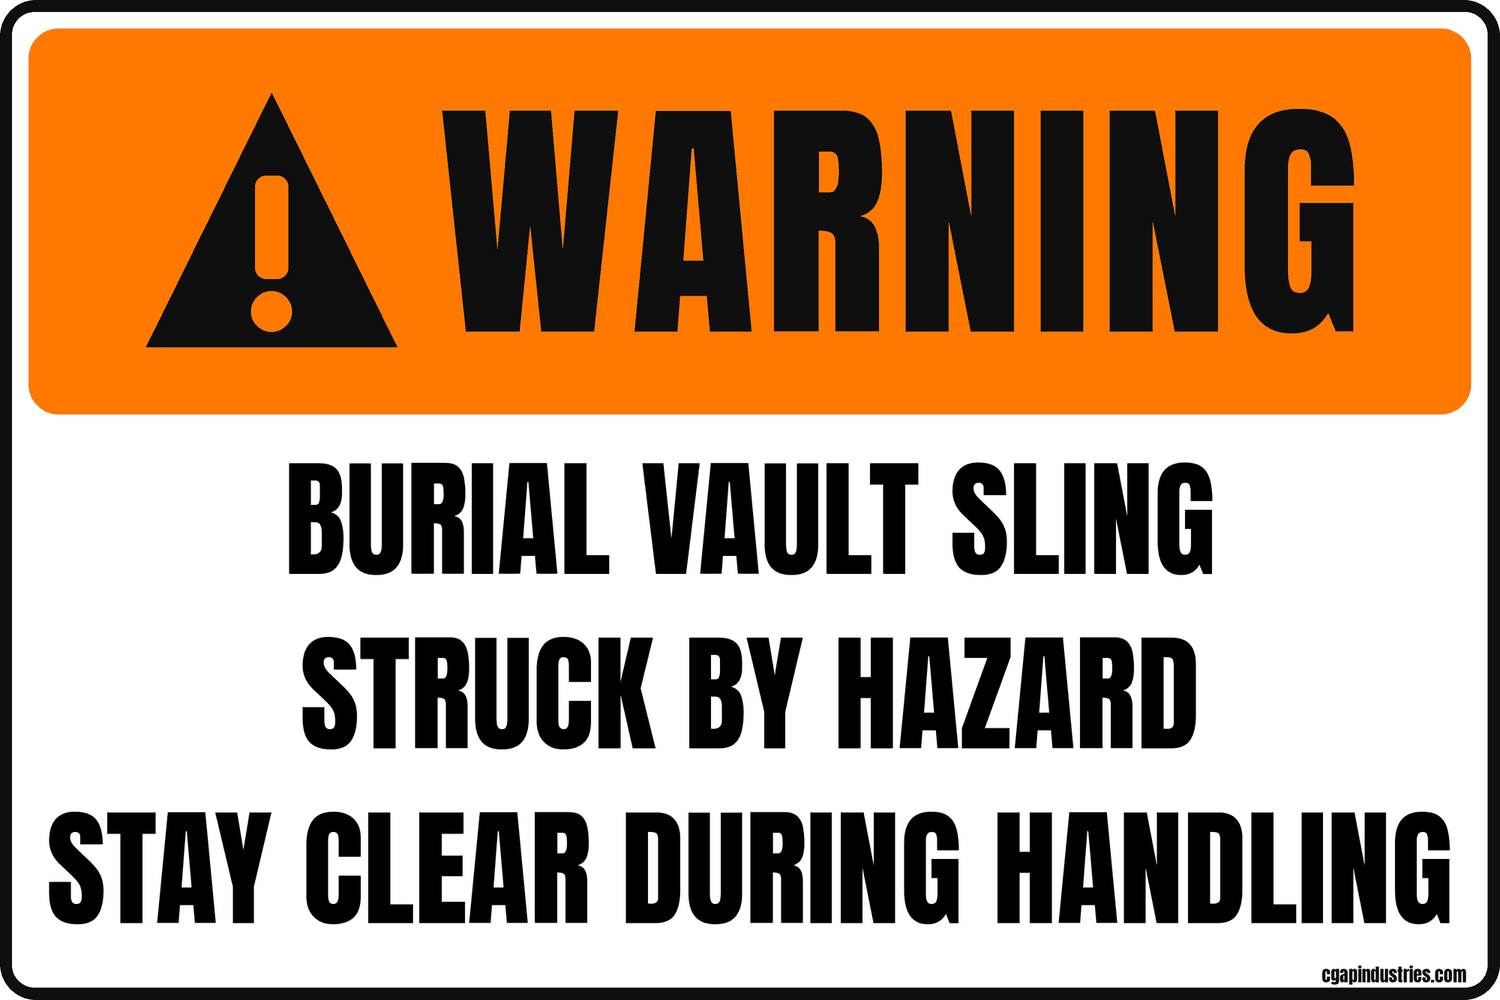 WARNING
BURIAL VAULT SLING
STRUCK BY HAZARD
STAY CLEAR DURING HANDLING
cgapindustries.com